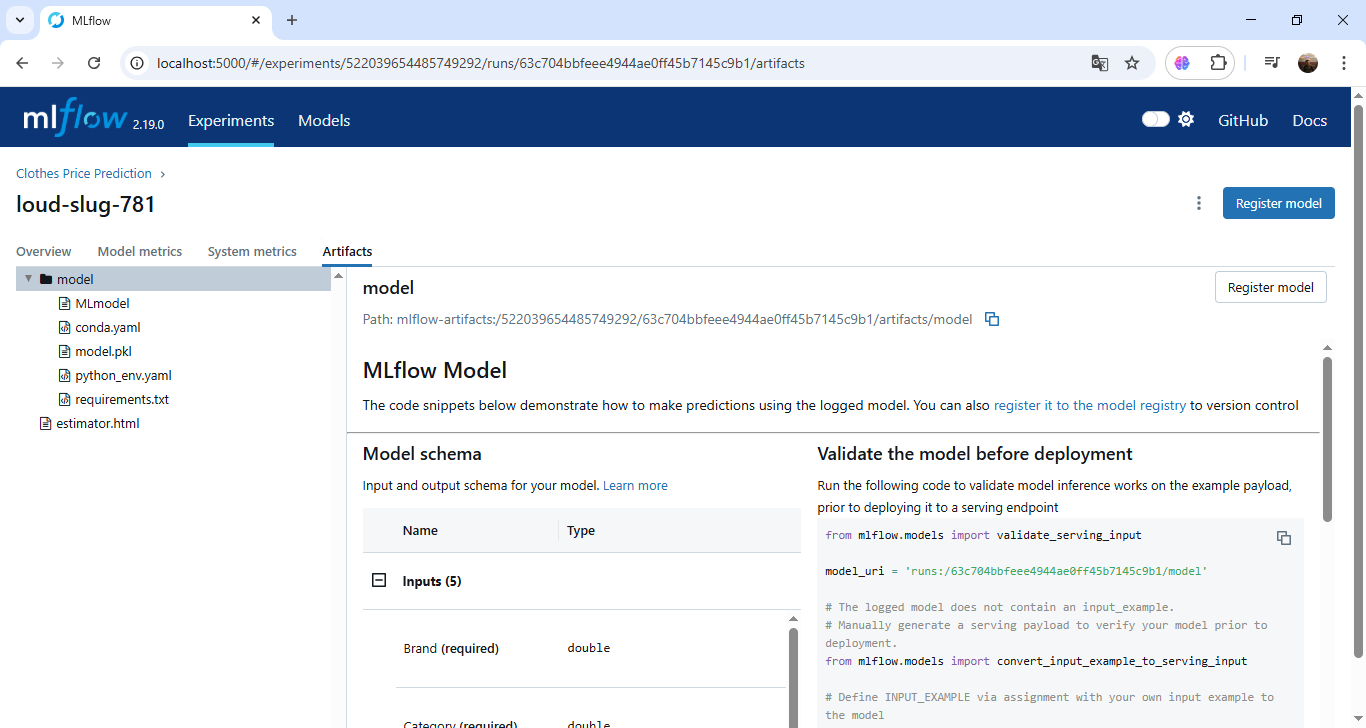 MLflow
localhost:5000/#/experiments/522039654485749292/runs/63c704bbfeee4944ae0ff45b7145c9b1/artifacts
mlflow 2.19.0
Experiments
Models
GitHub
Docs
Clothes Price Prediction
loud-slug-781
Register model
Overview
Model metrics
System metrics
Artifacts
model
MLmodel
conda.yaml
model.pkl
python_env.yaml
requirements.txt
estimator.html
model
Register model
Path: mlflow-artifacts:/522039654485749292/63c704bbfeee4944ae0ff45b7145c9b1/artifacts/model
MLflow Model
The code snippets below demonstrate how to make predictions using the logged model. You can also register it to the model registry to version control
Model schema
Input and output schema for your model. Learn more
Name Type
Inputs (5)
Brand (required) double
Category (required) double
Validate the model before deployment
Run the following code to validate model inference works on the example payload,
prior to deploying it to a serving endpoint
from mlflow.models import validate_serving_input
model_uri = 'runs:/63c704bbfeee4944ae0ff45b7145c9b1/model'
# The logged model does not contain an input_example.
# Manually generate a serving payload to verify your model prior to
deployment.
from mlflow.models import convert_input_example_to_serving_input
# Define INPUT_EXAMPLE via assignment with your own input example to
the model